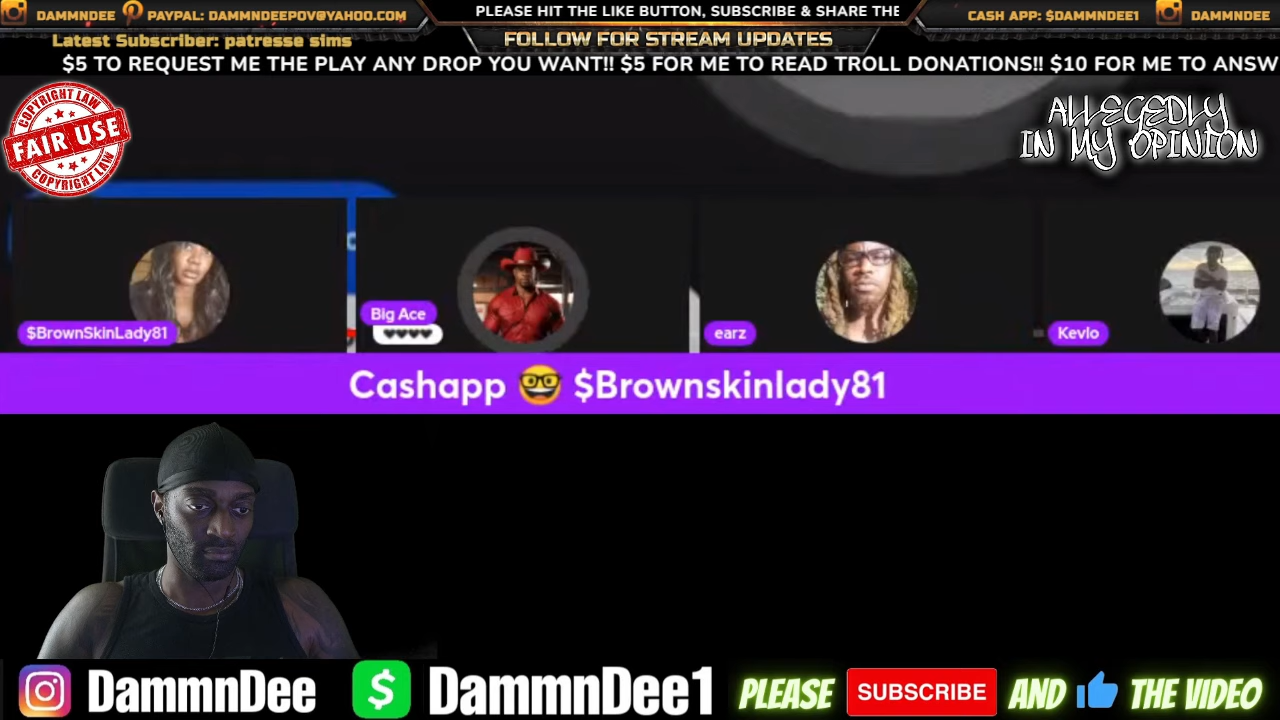 DAMMNDEE PAYPAL: DAMMNDEEPOV@YAHOO.COM
PLEASE HIT THE LIKE BUTTON, SUBSCRIBE & SHARE THE
CASH APP: $DAMMNDEE1 DAMMNDEE
Latest Subscriber: patresse sims
FOLLOW FOR STREAM UPDATES
$5 TO REQUEST ME THE PLAY ANY DROP YOU WANT!! $5 FOR ME TO READ TROLL DONATIONS!! $10 FOR ME TO ANSW
COPYRIGHT LAW
FAIR USE
COPYRIGHT LAW
ALLEGEDLY
IN MY OPINION
$BrownSkinLady81
Big Ace
earz
Kevlo
Cashapp 🤓 $Brownskinlady81
DammnDee $ DammnDee1 PLEASE SUBSCRIBE AND 👍 THE VIDEO